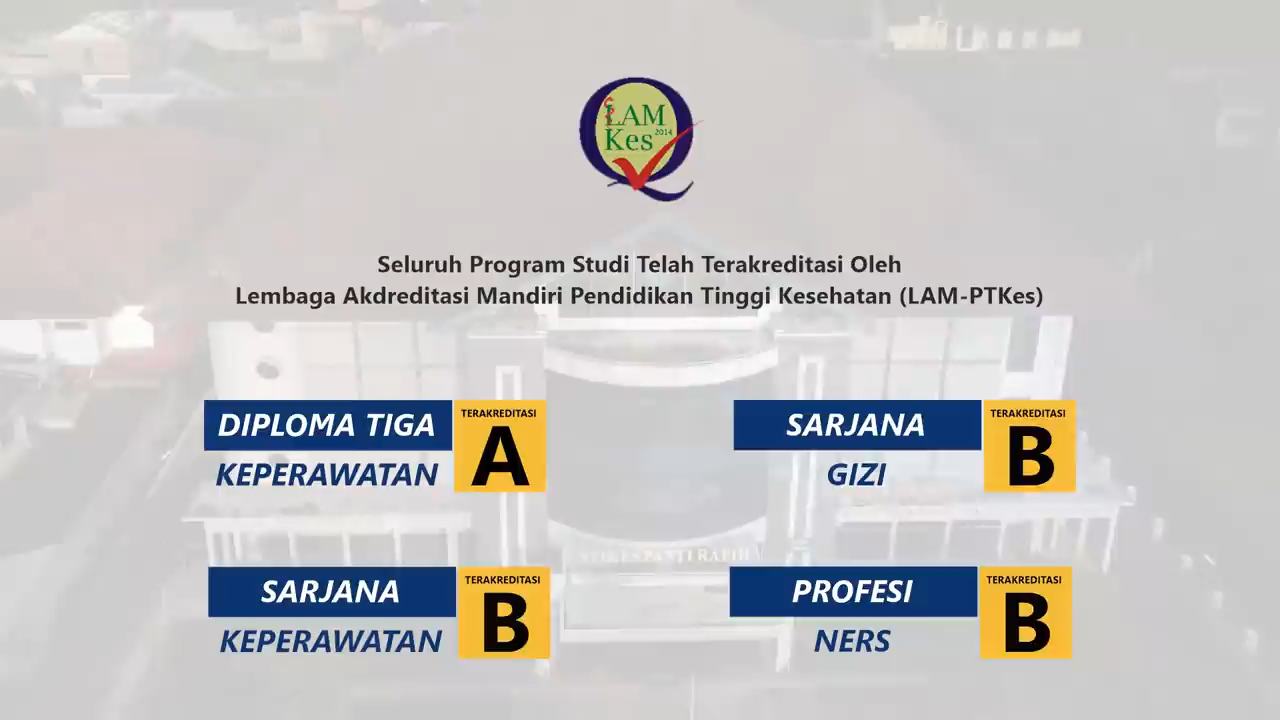 LAM
Kes 2014
Seluruh Program Studi Telah Terakreditasi Oleh
Lembaga Akdreditasi Mandiri Pendidikan Tinggi Kesehatan (LAM-PTKes)
DIPLOMA TIGA
KEPERAWATAN
TERAKREDITASI
A
SARJANA
GIZI
TERAKREDITASI
B
STIKES PANTI RAPIH
SARJANA
KEPERAWATAN
TERAKREDITASI
B
PROFESI
NERS
TERAKREDITASI
B